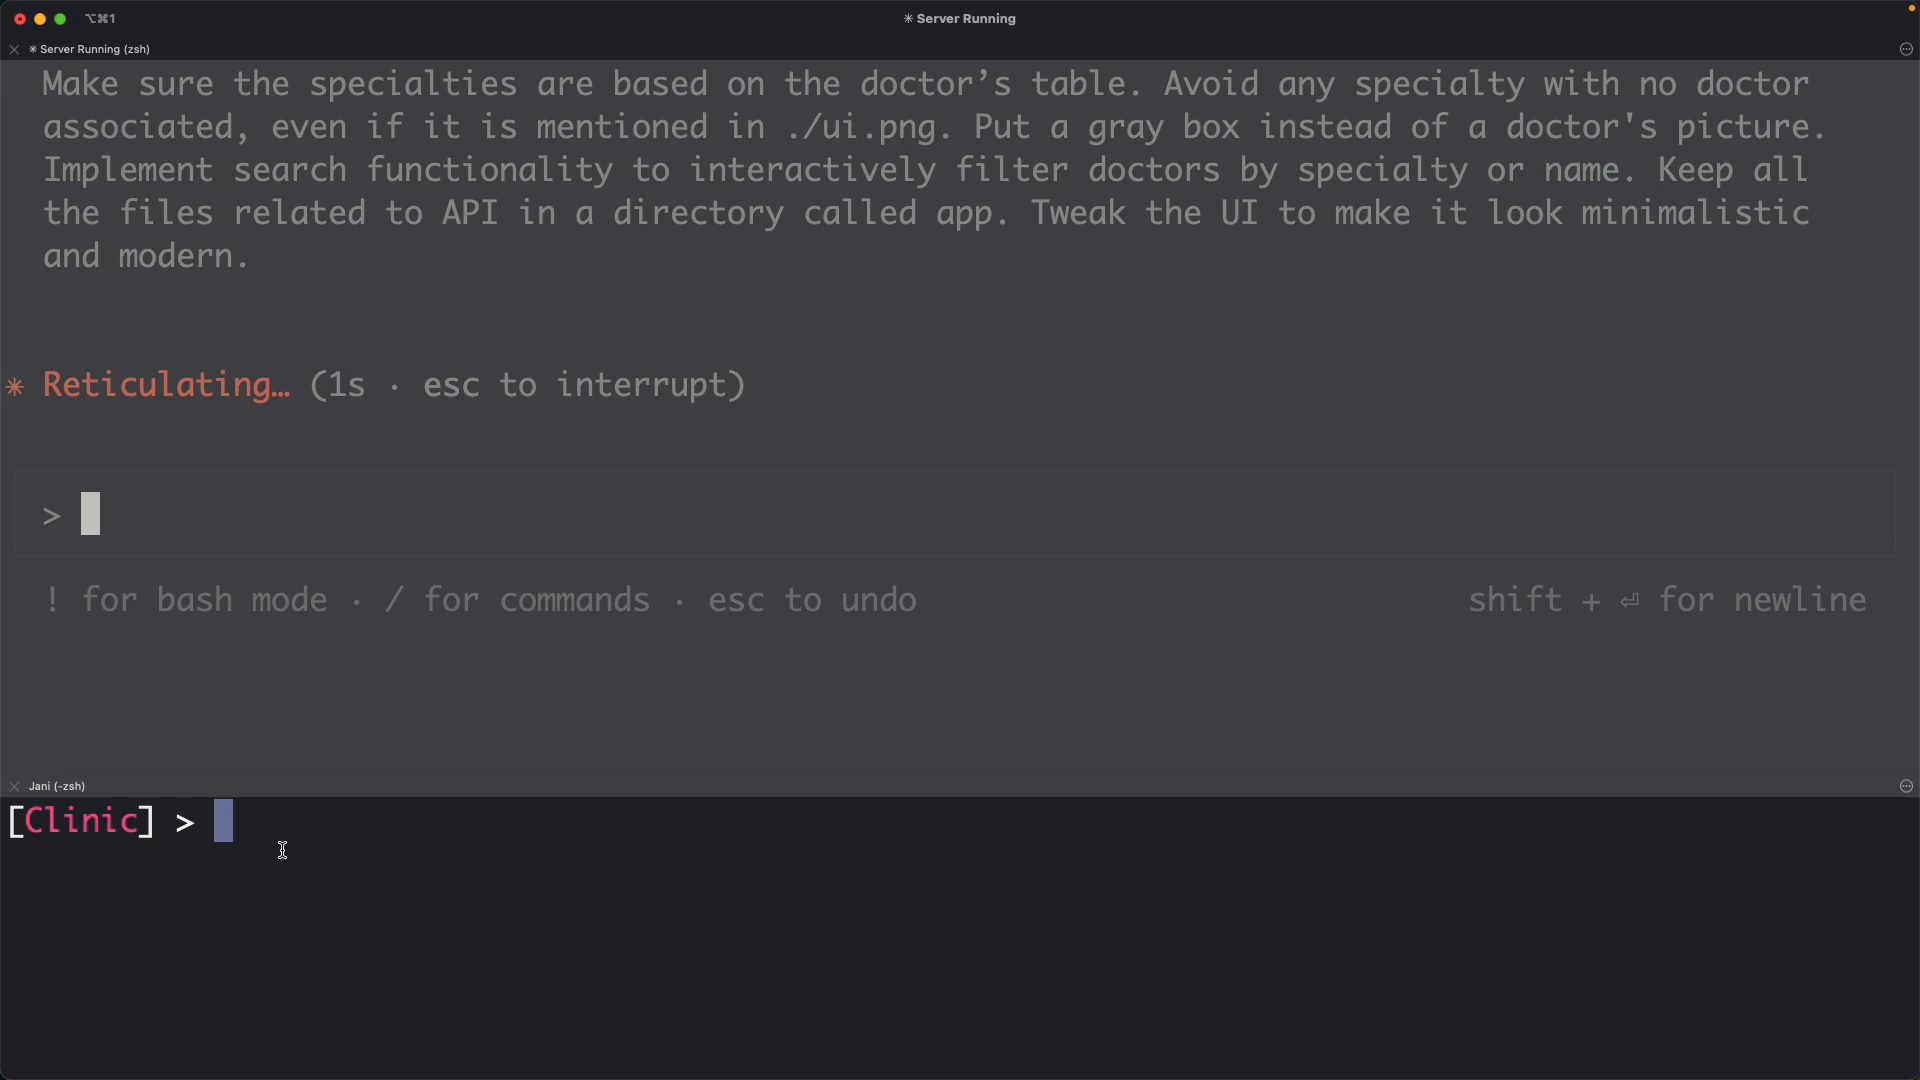 ⌥⌘1
✳ Server Running
✳ Server Running (zsh)
Make sure the specialties are based on the doctor’s table. Avoid any specialty with no doctor
associated, even if it is mentioned in ./ui.png. Put a gray box instead of a doctor's picture.
Implement search functionality to interactively filter doctors by specialty or name. Keep all
the files related to API in a directory called app. Tweak the UI to make it look minimalistic
and modern.
✳ Reticulating… (1s · esc to interrupt)
>
! for bash mode · / for commands · esc to undo shift + ⏎ for newline
Jani (-zsh)
[Clinic] >